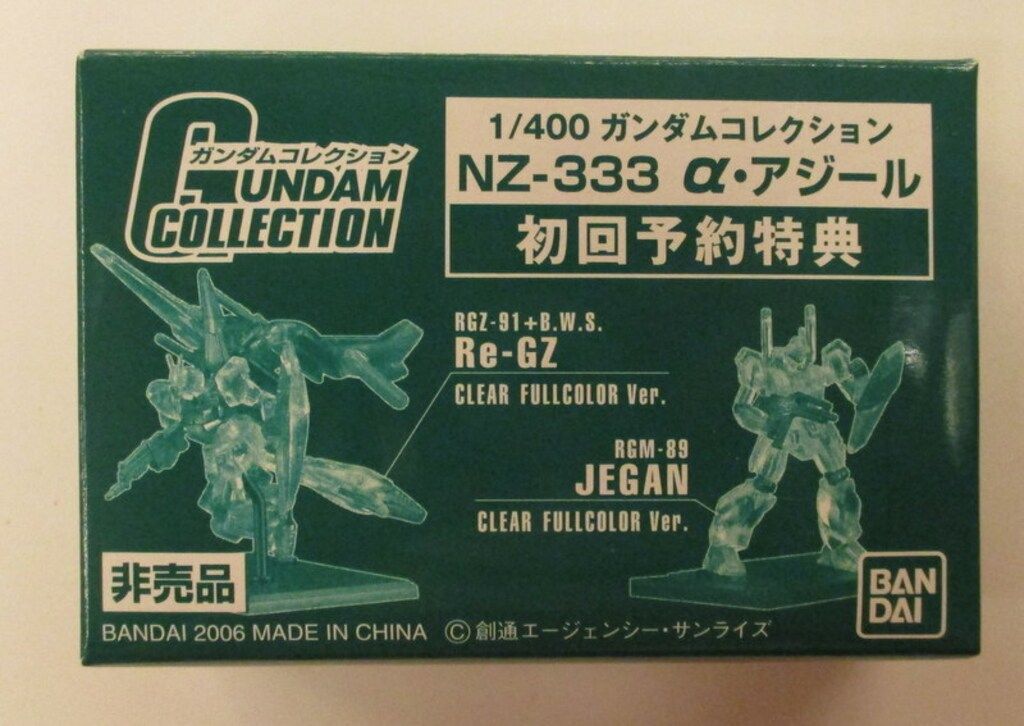 ガンダムコレクション
GUNDAM
COLLECTION
1/400 ガンダムコレクション
NZ-333 α・アジール
初回予約特典
RGZ-91+B.W.S.
Re-GZ
CLEAR FULLCOLOR Ver.
RGM-89
JEGAN
CLEAR FULLCOLOR Ver.
非売品
BANDAI 2006 MADE IN CHINA ©創通エージェンシー・サンライズ
BAN
DAI